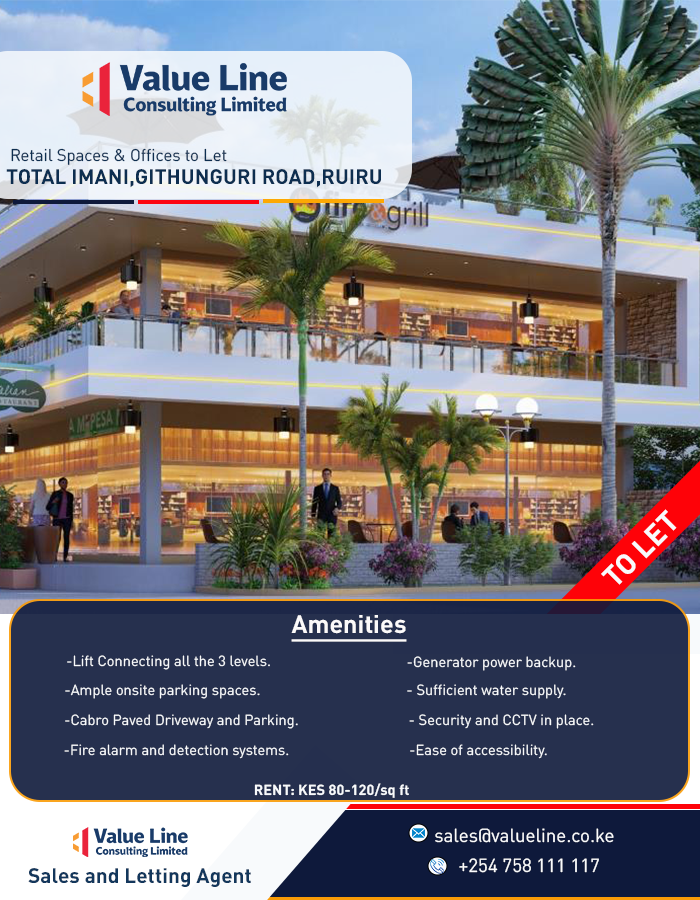 Value Line
Consulting Limited
Retail Spaces & Offices to Let
TOTAL IMANI,GITHUNGURI ROAD,RUIRU
fire&grill
RESTAURANT
TO LET
Amenities
-Lift Connecting all the 3 levels.
-Ample onsite parking spaces.
-Cabro Paved Driveway and Parking.
-Fire alarm and detection systems.
-Generator power backup.
- Sufficient water supply.
- Security and CCTV in place.
-Ease of accessibility.
RENT: KES 80-120/sq ft
Value Line
Consulting Limited
Sales and Letting Agent
sales@valueline.co.ke
+254 758 111 117